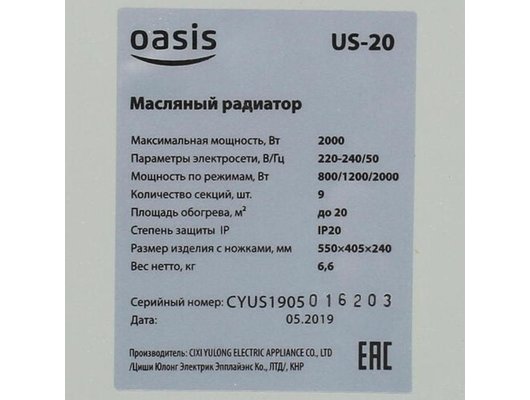 oasis US-20
Масляный радиатор
Максимальная мощность, Вт 2000
Параметры электросети, В/Гц 220-240/50
Мощность по режимам, Вт 800/1200/2000
Количество секций, шт. 9
Площадь обогрева, м² до 20
Степень защиты IP IP20
Размер изделия с ножками, мм 550×405×240
Вес нетто, кг 6,6
Серийный номер: CYUS1905 016203
Дата: 05.2019
Производитель: CIXI YULONG ELECTRIC APPLIANCE CO., LTD
/Циши Юлонг Электрик Эпплайэнс Ко., ЛТД/, КНР
EAC